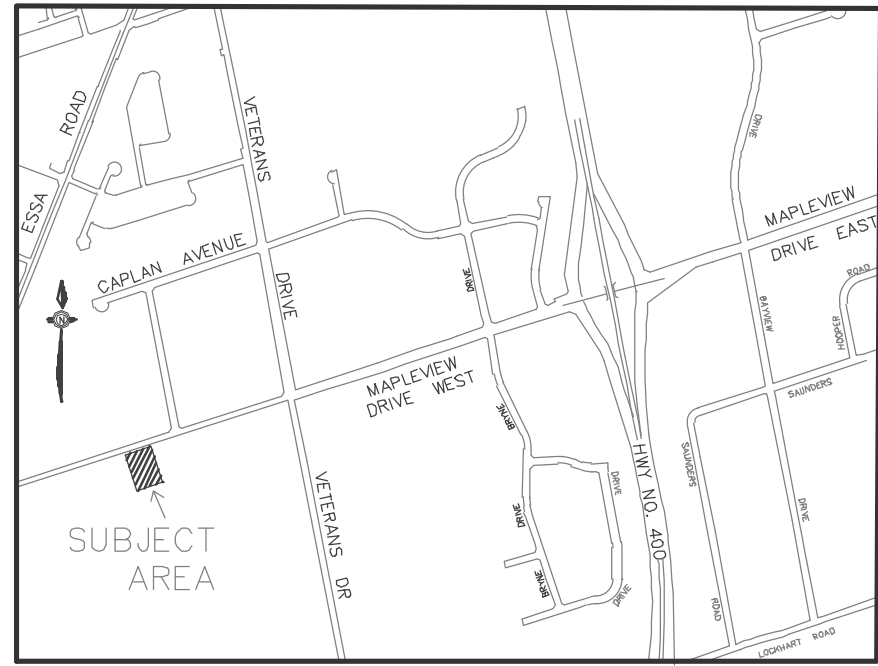 ESSA
ROAD
VETERANS
DRIVE
CAPLAN AVENUE
DRIVE
DRIVE
MAPLEVIEW
DRIVE EAST
ROAD
HOOPER
BAYVIEW
SAUNDERS
N
MAPLEVIEW
DRIVE WEST
BRYNE
DRIVE
BRYNE
DRIVE
DRIVE
HWY NO. 400
SAUNDERS
ROAD
DRIVE
LOCKHART ROAD
VETERANS DR
SUBJECT
AREA